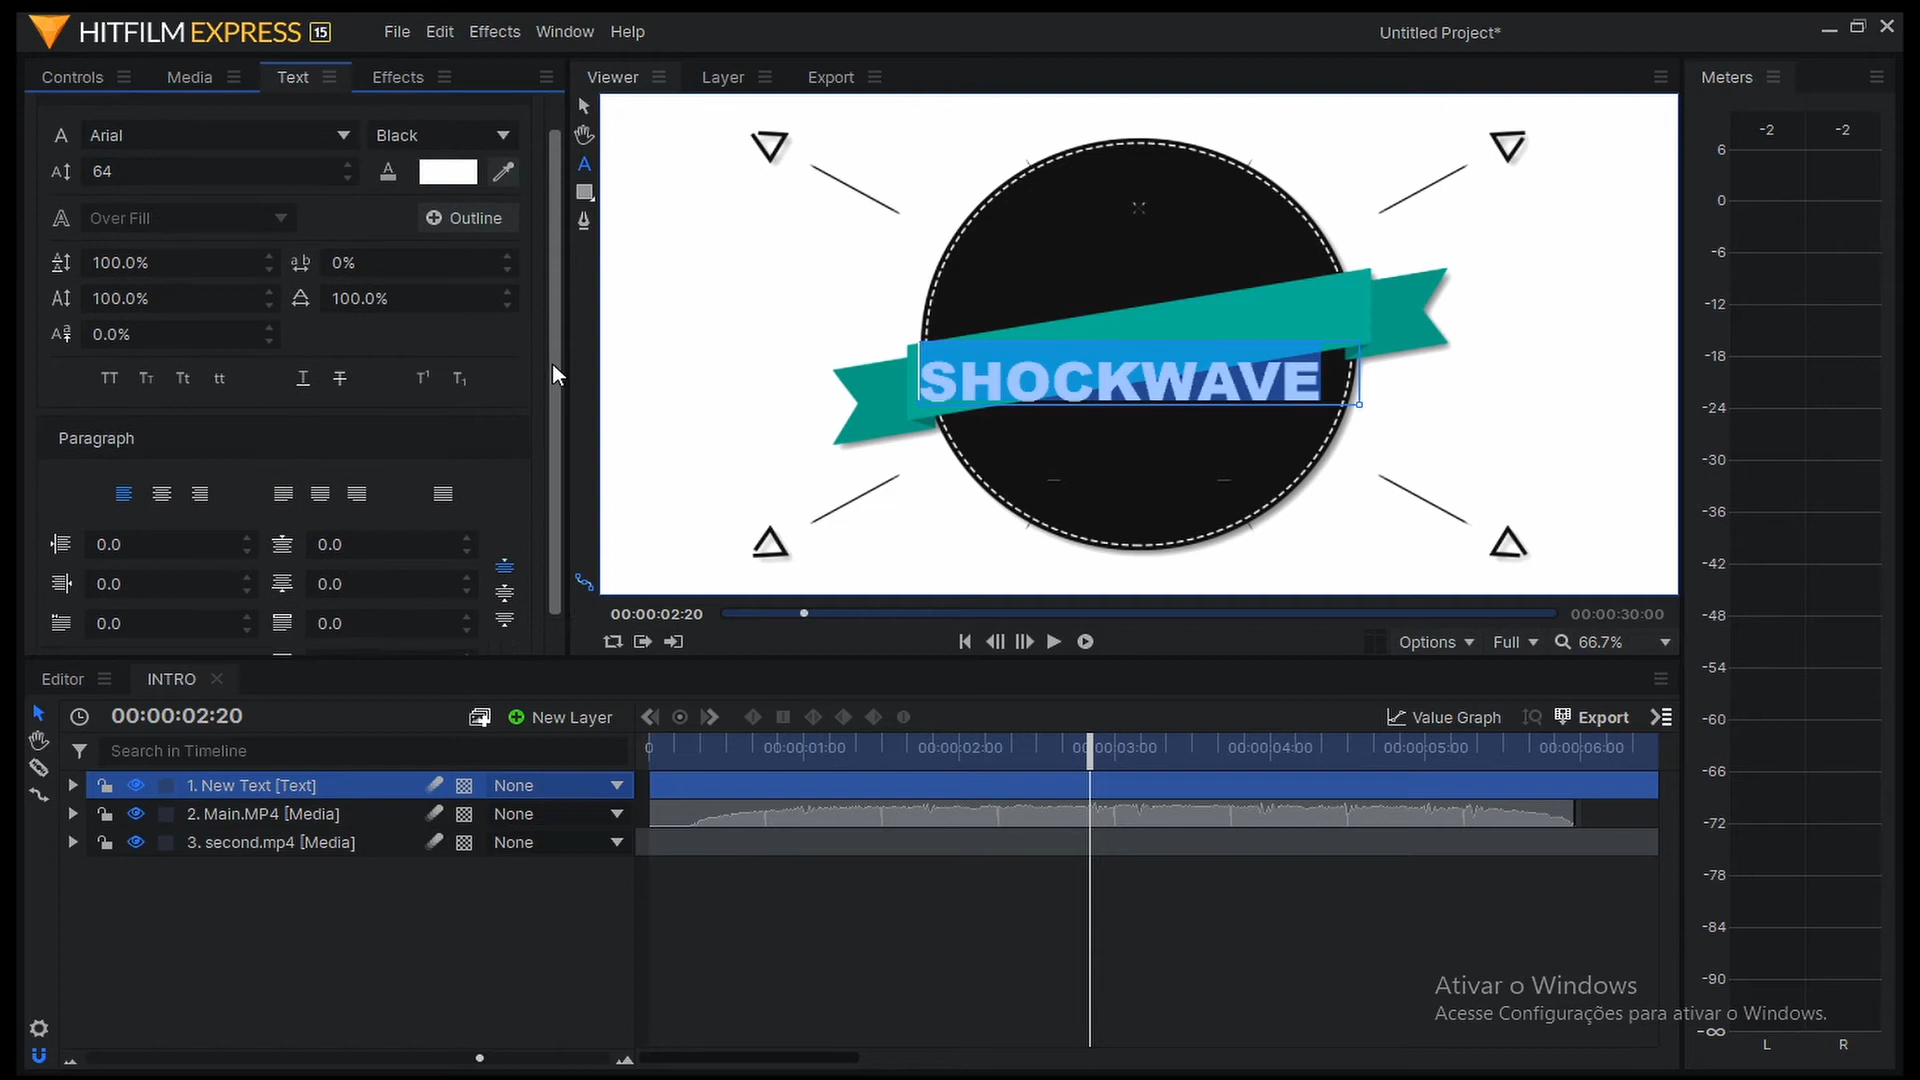 HITFILM EXPRESS 15 File Edit Effects Window Help Untitled Project*
Controls Media Text Effects Viewer Layer Export Meters
Arial Black
64
Over Fill Outline
100.0% 0%
100.0% 100.0%
0.0%
TT Tт Tt tt T T T¹ T₁
Paragraph
0.0 0.0
0.0 0.0
0.0 0.0
SHOCKWAVE
00:00:02:20 00:00:30:00
Options Full 66.7%
-2 -2
6
0
-6
-12
-18
-24
-30
-36
-42
-48
-54
-60
-66
-72
-78
-84
-90
-∞
L R
Editor INTRO
00:00:02:20 New Layer Value Graph Export
Search in Timeline
0 00:00:01:00 00:00:02:00 00:00:03:00 00:00:04:00 00:00:05:00 00:00:06:00
1. New Text [Text] None
2. Main.MP4 [Media] None
3. second.mp4 [Media] None
Ativar o Windows
Acesse Configurações para ativar o Windows.